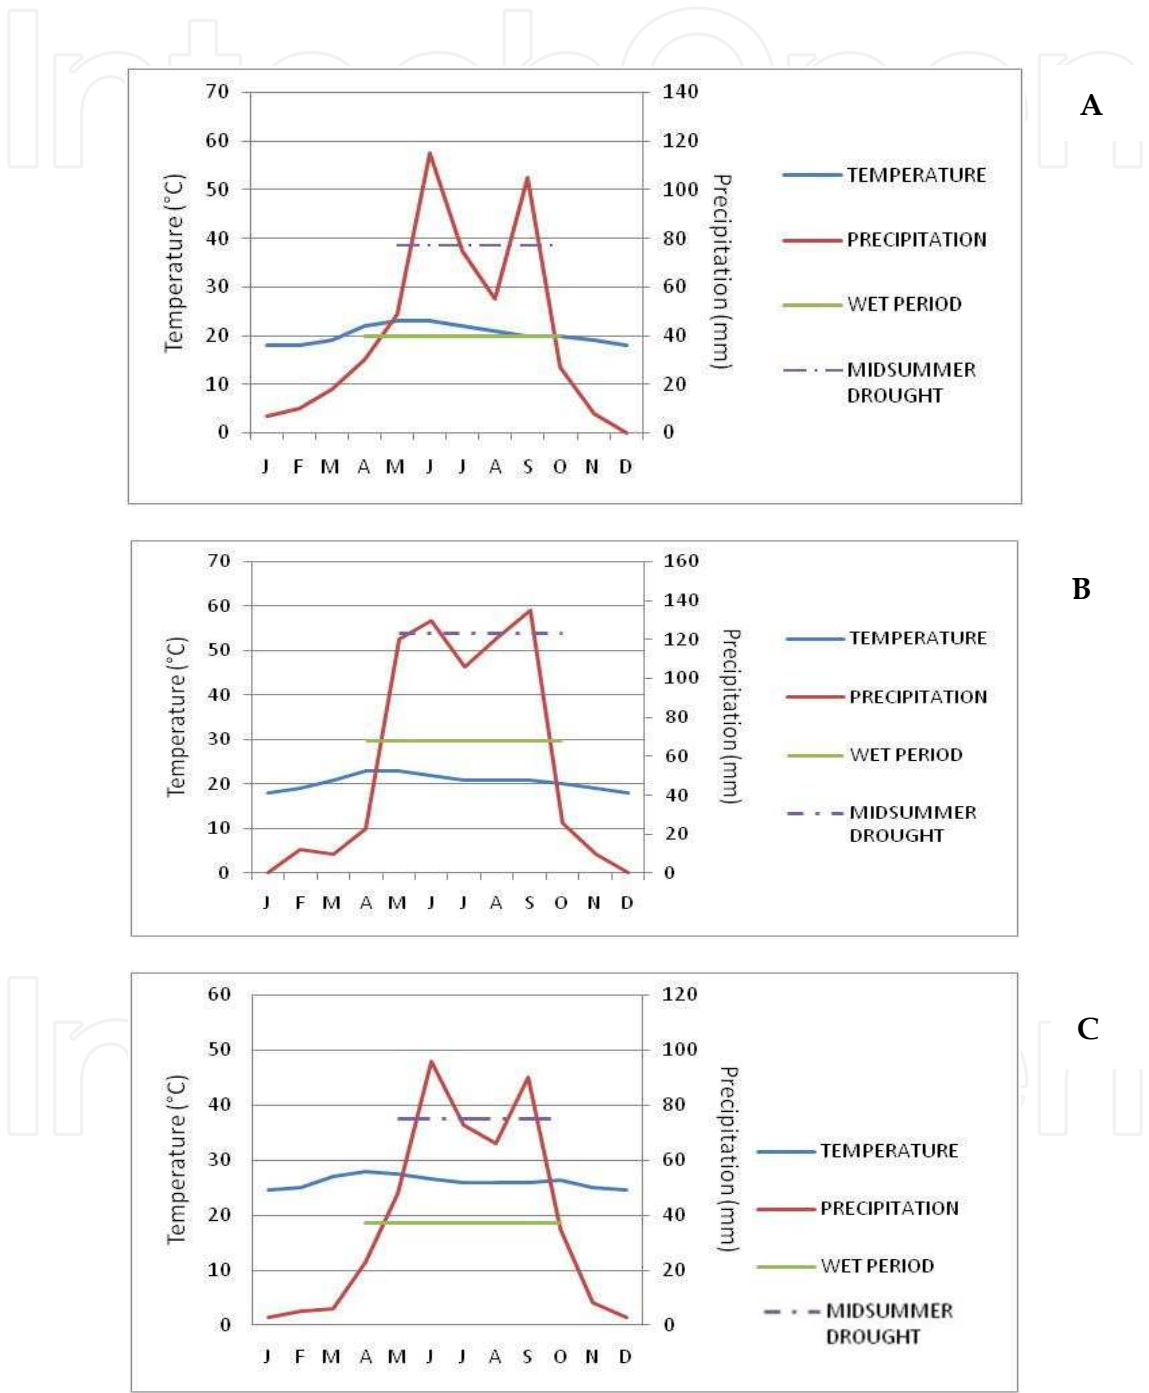 IntechOpen
A
70
60
50
40
30
20
10
0
Temperature (°C)
140
120
100
80
60
40
20
0
Precipitation (mm)
J F M A M J J A S O N D
TEMPERATURE
PRECIPITATION
WET PERIOD
MIDSUMMER
DROUGHT
B
70
60
50
40
30
20
10
0
Temperature (°C)
160
140
120
100
80
60
40
20
0
Precipitation (mm)
J F M A M J J A S O N D
TEMPERATURE
PRECIPITATION
WET PERIOD
MIDSUMMER
DROUGHT
C
60
50
40
30
20
10
0
Temperature (°C)
120
100
80
60
40
20
0
Precipitation (mm)
J F M A M J J A S O N D
TEMPERATURE
PRECIPITATION
WET PERIOD
MIDSUMMER
DROUGHT